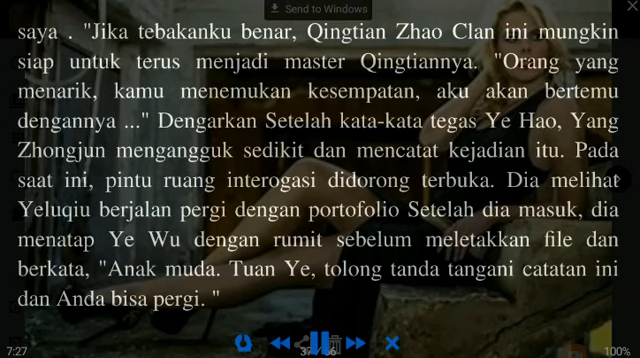 Send to Windows
saya . "Jika tebakanku benar, Qingtian Zhao Clan ini mungkin
siap untuk terus menjadi master Qingtiannya. "Orang yang
menarik, kamu menemukan kesempatan, aku akan bertemu
dengannya ..." Dengarkan Setelah kata-kata tegas Ye Hao, Yang
Zhongjun mengangguk sedikit dan mencatat kejadian itu. Pada
saat ini, pintu ruang interogasi didorong terbuka. Dia melihat
Yeluqiu berjalan pergi dengan portofolio Setelah dia masuk, dia
menatap Ye Wu dengan rumit sebelum meletakkan file dan
berkata, "Anak muda. Tuan Ye, tolong tanda tangani catatan ini
dan Anda bisa pergi. "
7:27
100%